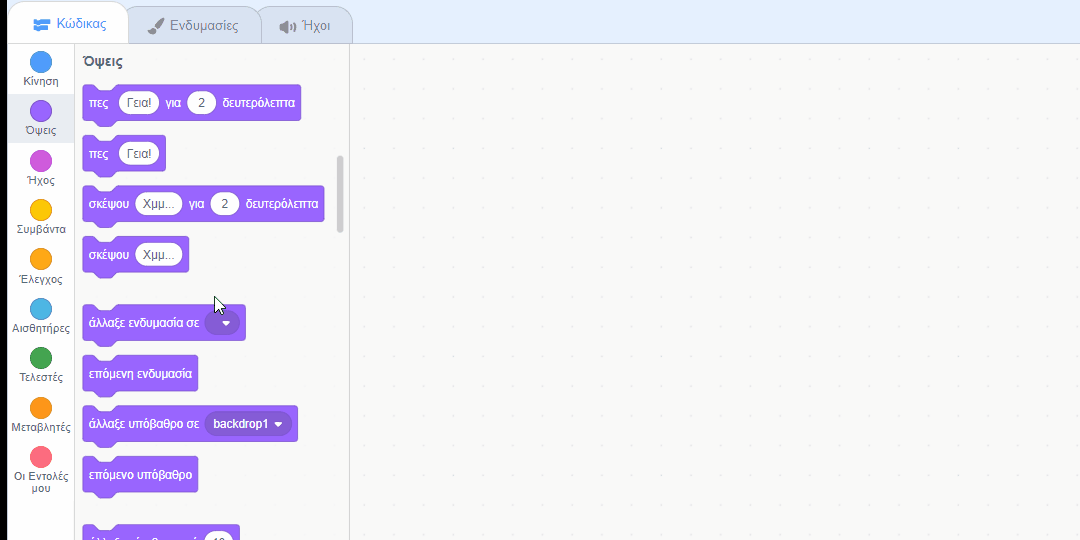 Κώδικας
Ενδυμασίες
Ήχοι
Κίνηση
Όψεις
Ήχος
Συμβάντα
Έλεγχος
Αισθητήρες
Τελεστές
Μεταβλητές
Οι Εντολές
μου
Όψεις
πες Γεια! για 2 δευτερόλεπτα
πες Γεια!
σκέψου Χμμ... για 2 δευτερόλεπτα
σκέψου Χμμ...
άλλαξε ενδυμασία σε
επόμενη ενδυμασία
άλλαξε υπόβαθρο σε backdrop1
επόμενο υπόβαθρο